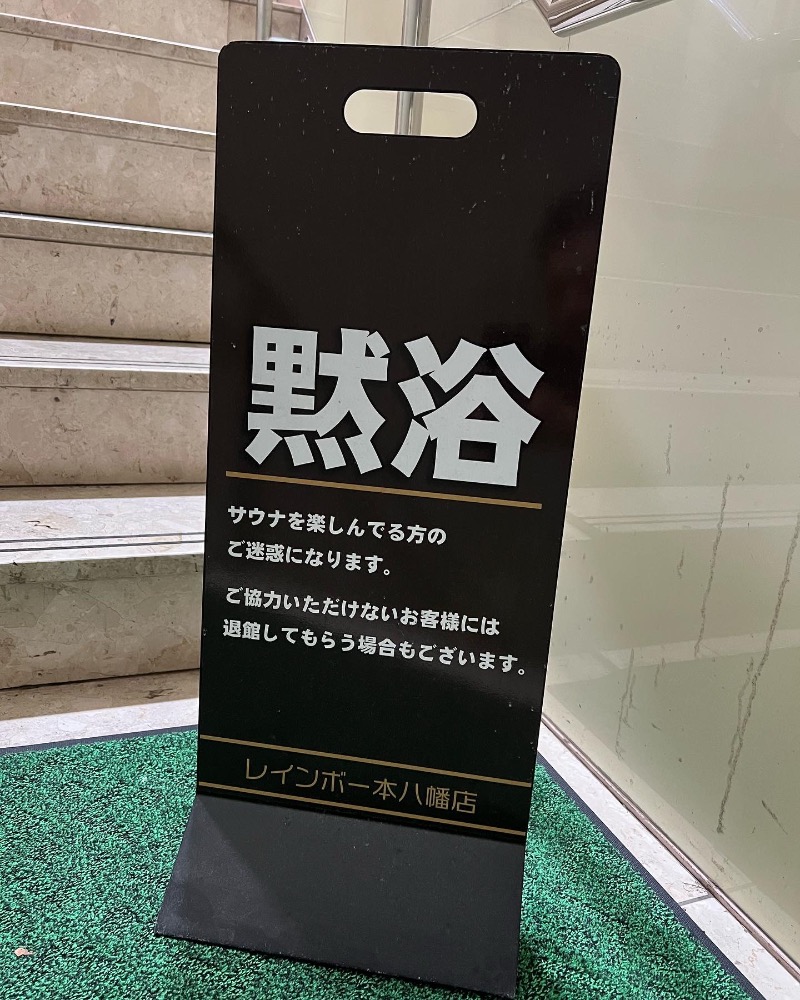 黙浴
サウナを楽しんでる方の
ご迷惑になります。
ご協力いただけないお客様には
退館してもらう場合もございます。
レインボー本八幡店